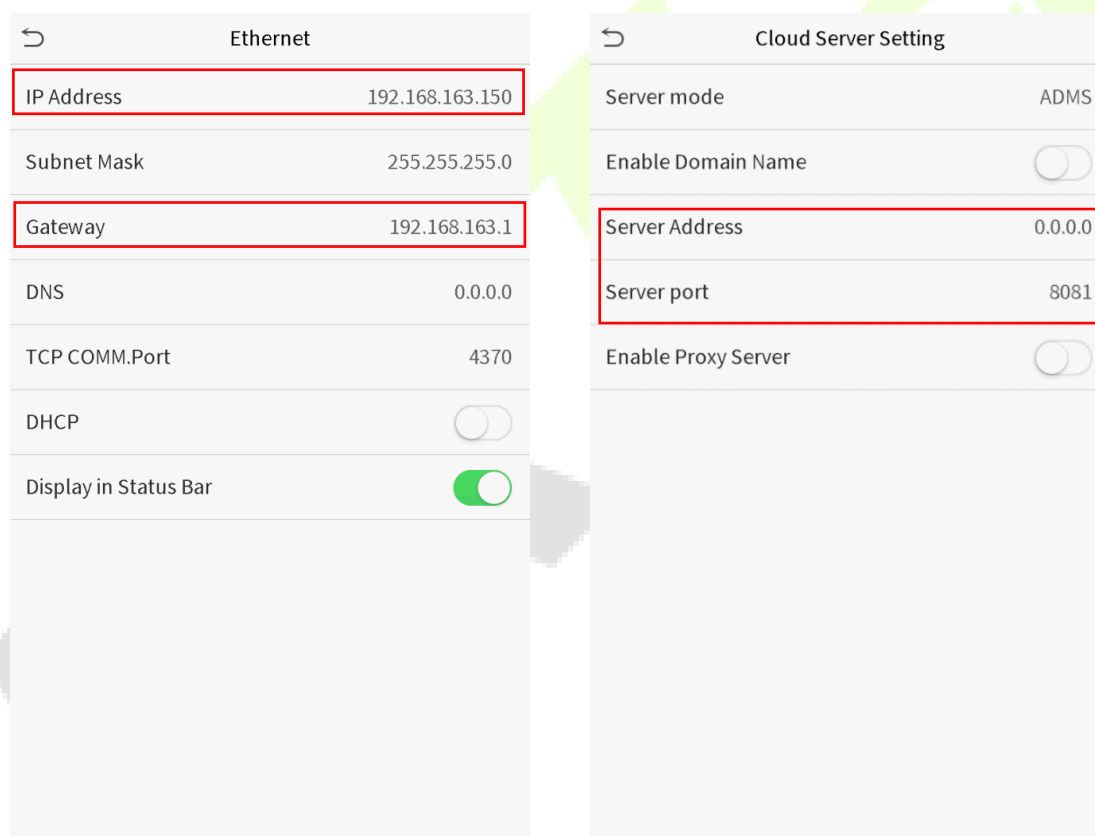 Ethernet
IP Address 192.168.163.150
Subnet Mask 255.255.255.0
Gateway 192.168.163.1
DNS 0.0.0.0
TCP COMM.Port 4370
DHCP
Display in Status Bar
Cloud Server Setting
Server mode ADMS
Enable Domain Name
Server Address 0.0.0.0
Server port 8081
Enable Proxy Server